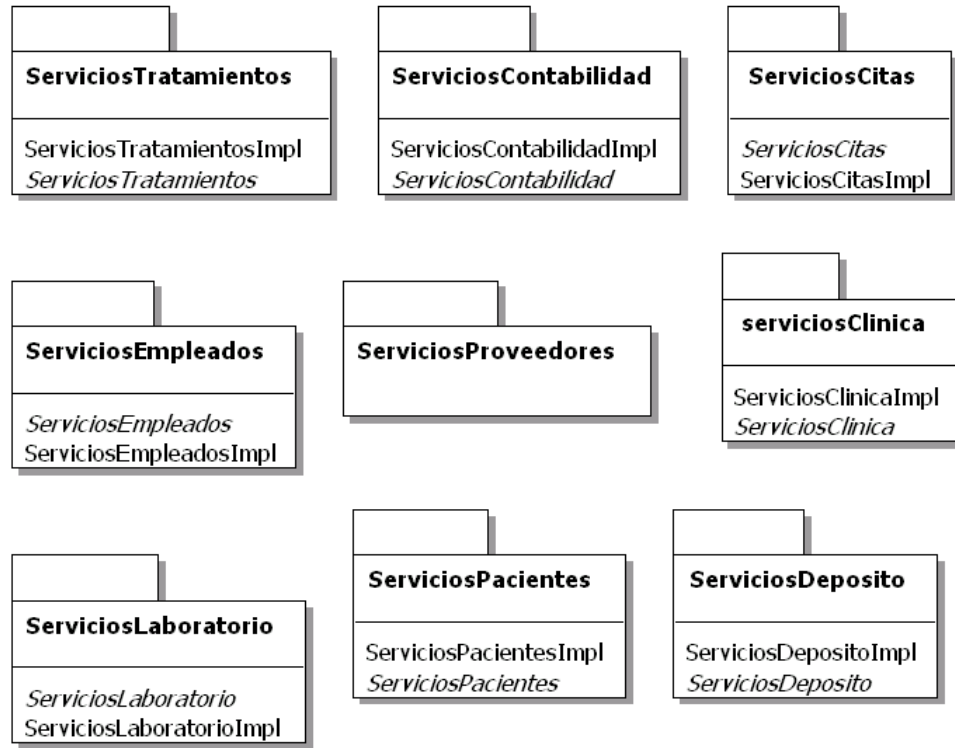 ServiciosTratamientos
ServiciosTratamientosImpl
ServiciosTratamientos
ServiciosContabilidad
ServiciosContabilidadImpl
ServiciosContabilidad
ServiciosCitas
ServiciosCitas
ServiciosCitasImpl
ServiciosEmpleados
ServiciosEmpleados
ServiciosEmpleadosImpl
ServiciosProveedores
serviciosClinica
ServiciosClinicaImpl
ServiciosClinica
ServiciosLaboratorio
ServiciosLaboratorio
ServiciosLaboratorioImpl
ServiciosPacientes
ServiciosPacientesImpl
ServiciosPacientes
ServiciosDeposito
ServiciosDepositoImpl
ServiciosDeposito